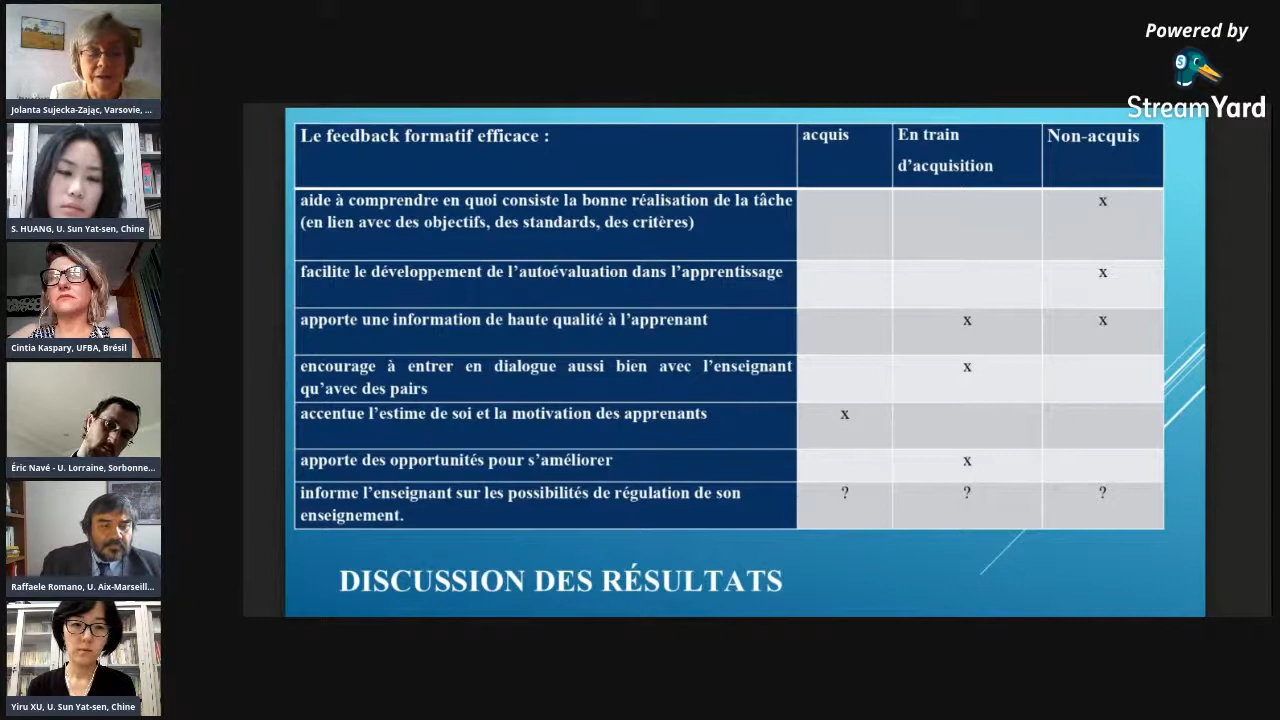 Powered by
StreamYard
Jolanta Sujecka-Zając, Varsovie, ...
S. HUANG, U. Sun Yat-sen, Chine
Cintia Kaspary, UFBA, Brésil
Éric Navé - U. Lorraine, Sorbonne...
Raffaele Romano, U. Aix-Marseill...
Yiru XU, U. Sun Yat-sen, Chine
Le feedback formatif efficace : acquis En train Non-acquis
d'acquisition
aide à comprendre en quoi consiste la bonne réalisation de la tâche x
(en lien avec des objectifs, des standards, des critères)
facilite le développement de l'autoévaluation dans l'apprentissage x
apporte une information de haute qualité à l'apprenant x x
encourage à entrer en dialogue aussi bien avec l'enseignant x
qu'avec des pairs
accentue l'estime de soi et la motivation des apprenants x
apporte des opportunités pour s'améliorer x
informe l'enseignant sur les possibilités de régulation de son ? ? ?
enseignement.
DISCUSSION DES RÉSULTATS